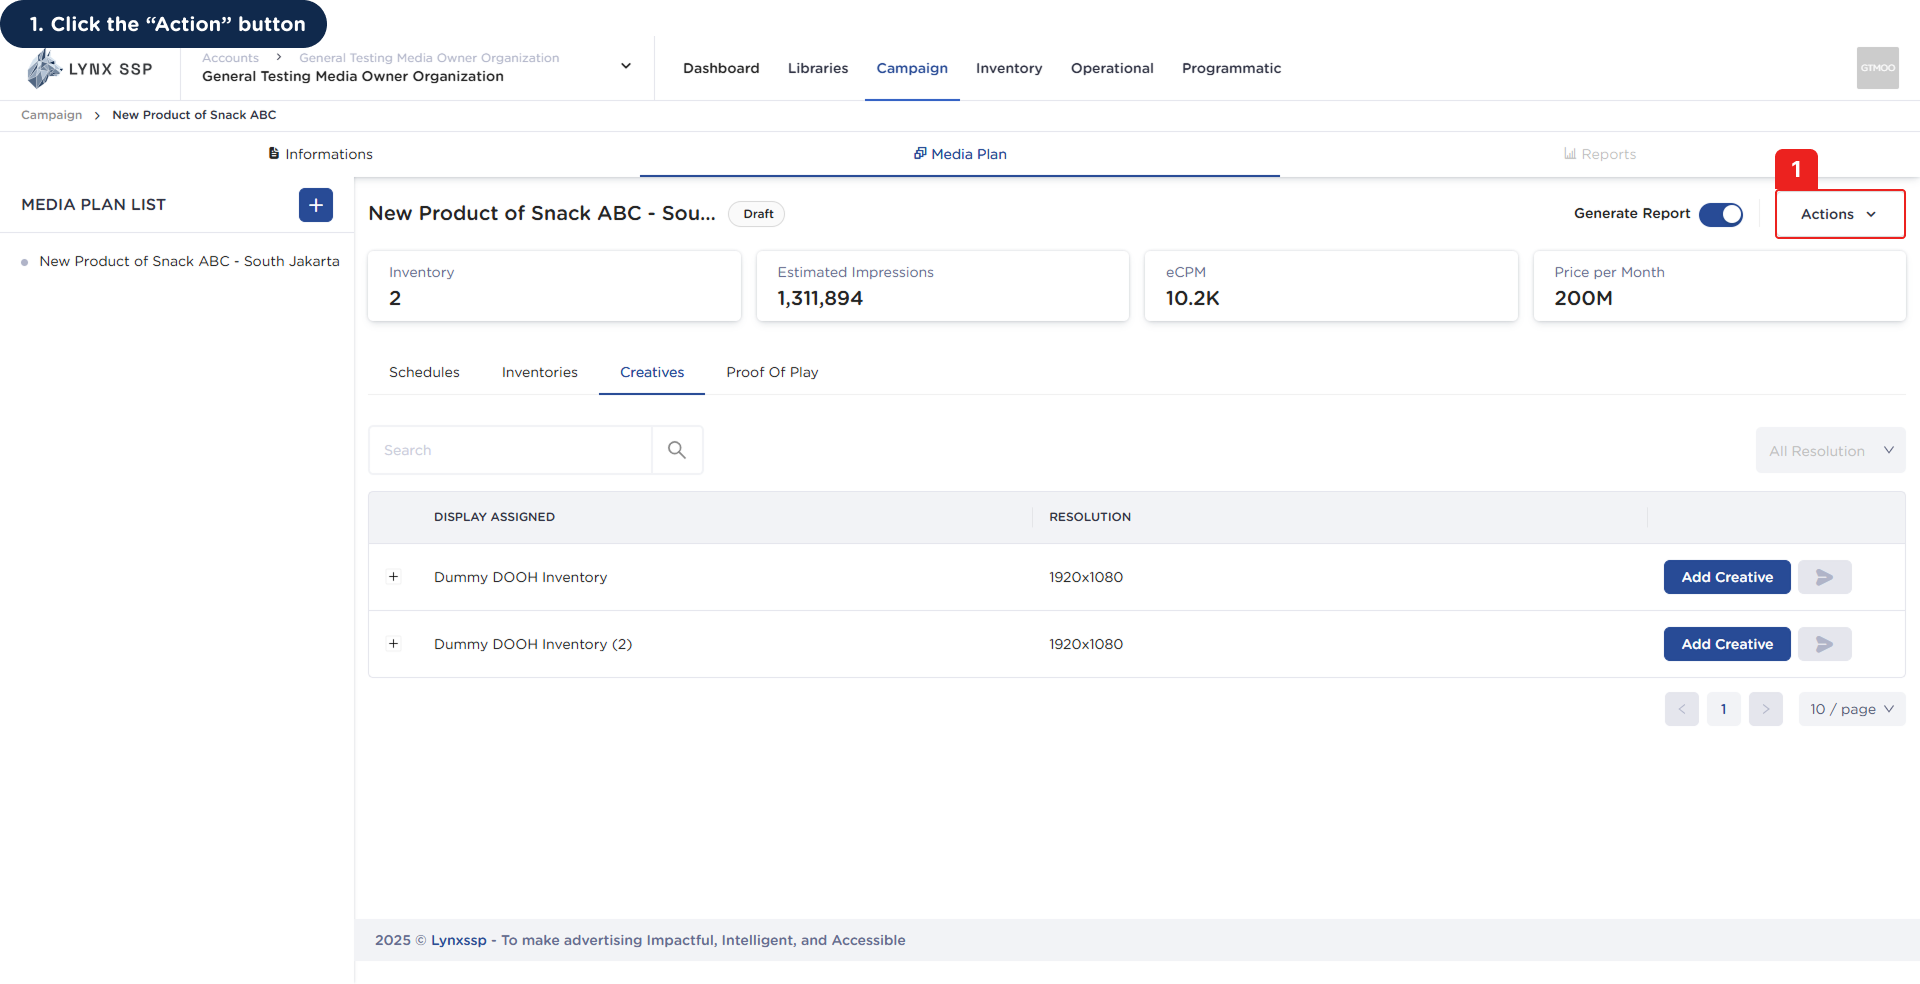 1. Click the “Action” button
LYNX SSP
Accounts > General Testing Media Owner Organization
General Testing Media Owner Organization
Dashboard Libraries Campaign Inventory Operational Programmatic
GTMOO
Campaign > New Product of Snack ABC
Informations
Media Plan
Reports
MEDIA PLAN LIST
+
New Product of Snack ABC - South Jakarta
New Product of Snack ABC - Sou...
Draft
Generate Report
1
Actions
Inventory
2
Estimated Impressions
1,311,894
eCPM
10.2K
Price per Month
200M
Schedules Inventories Creatives Proof Of Play
Search
All Resolution
DISPLAY ASSIGNED RESOLUTION
+ Dummy DOOH Inventory 1920x1080 Add Creative
+ Dummy DOOH Inventory (2) 1920x1080 Add Creative
< 1 > 10 / page
2025 © Lynxssp - To make advertising Impactful, Intelligent, and Accessible